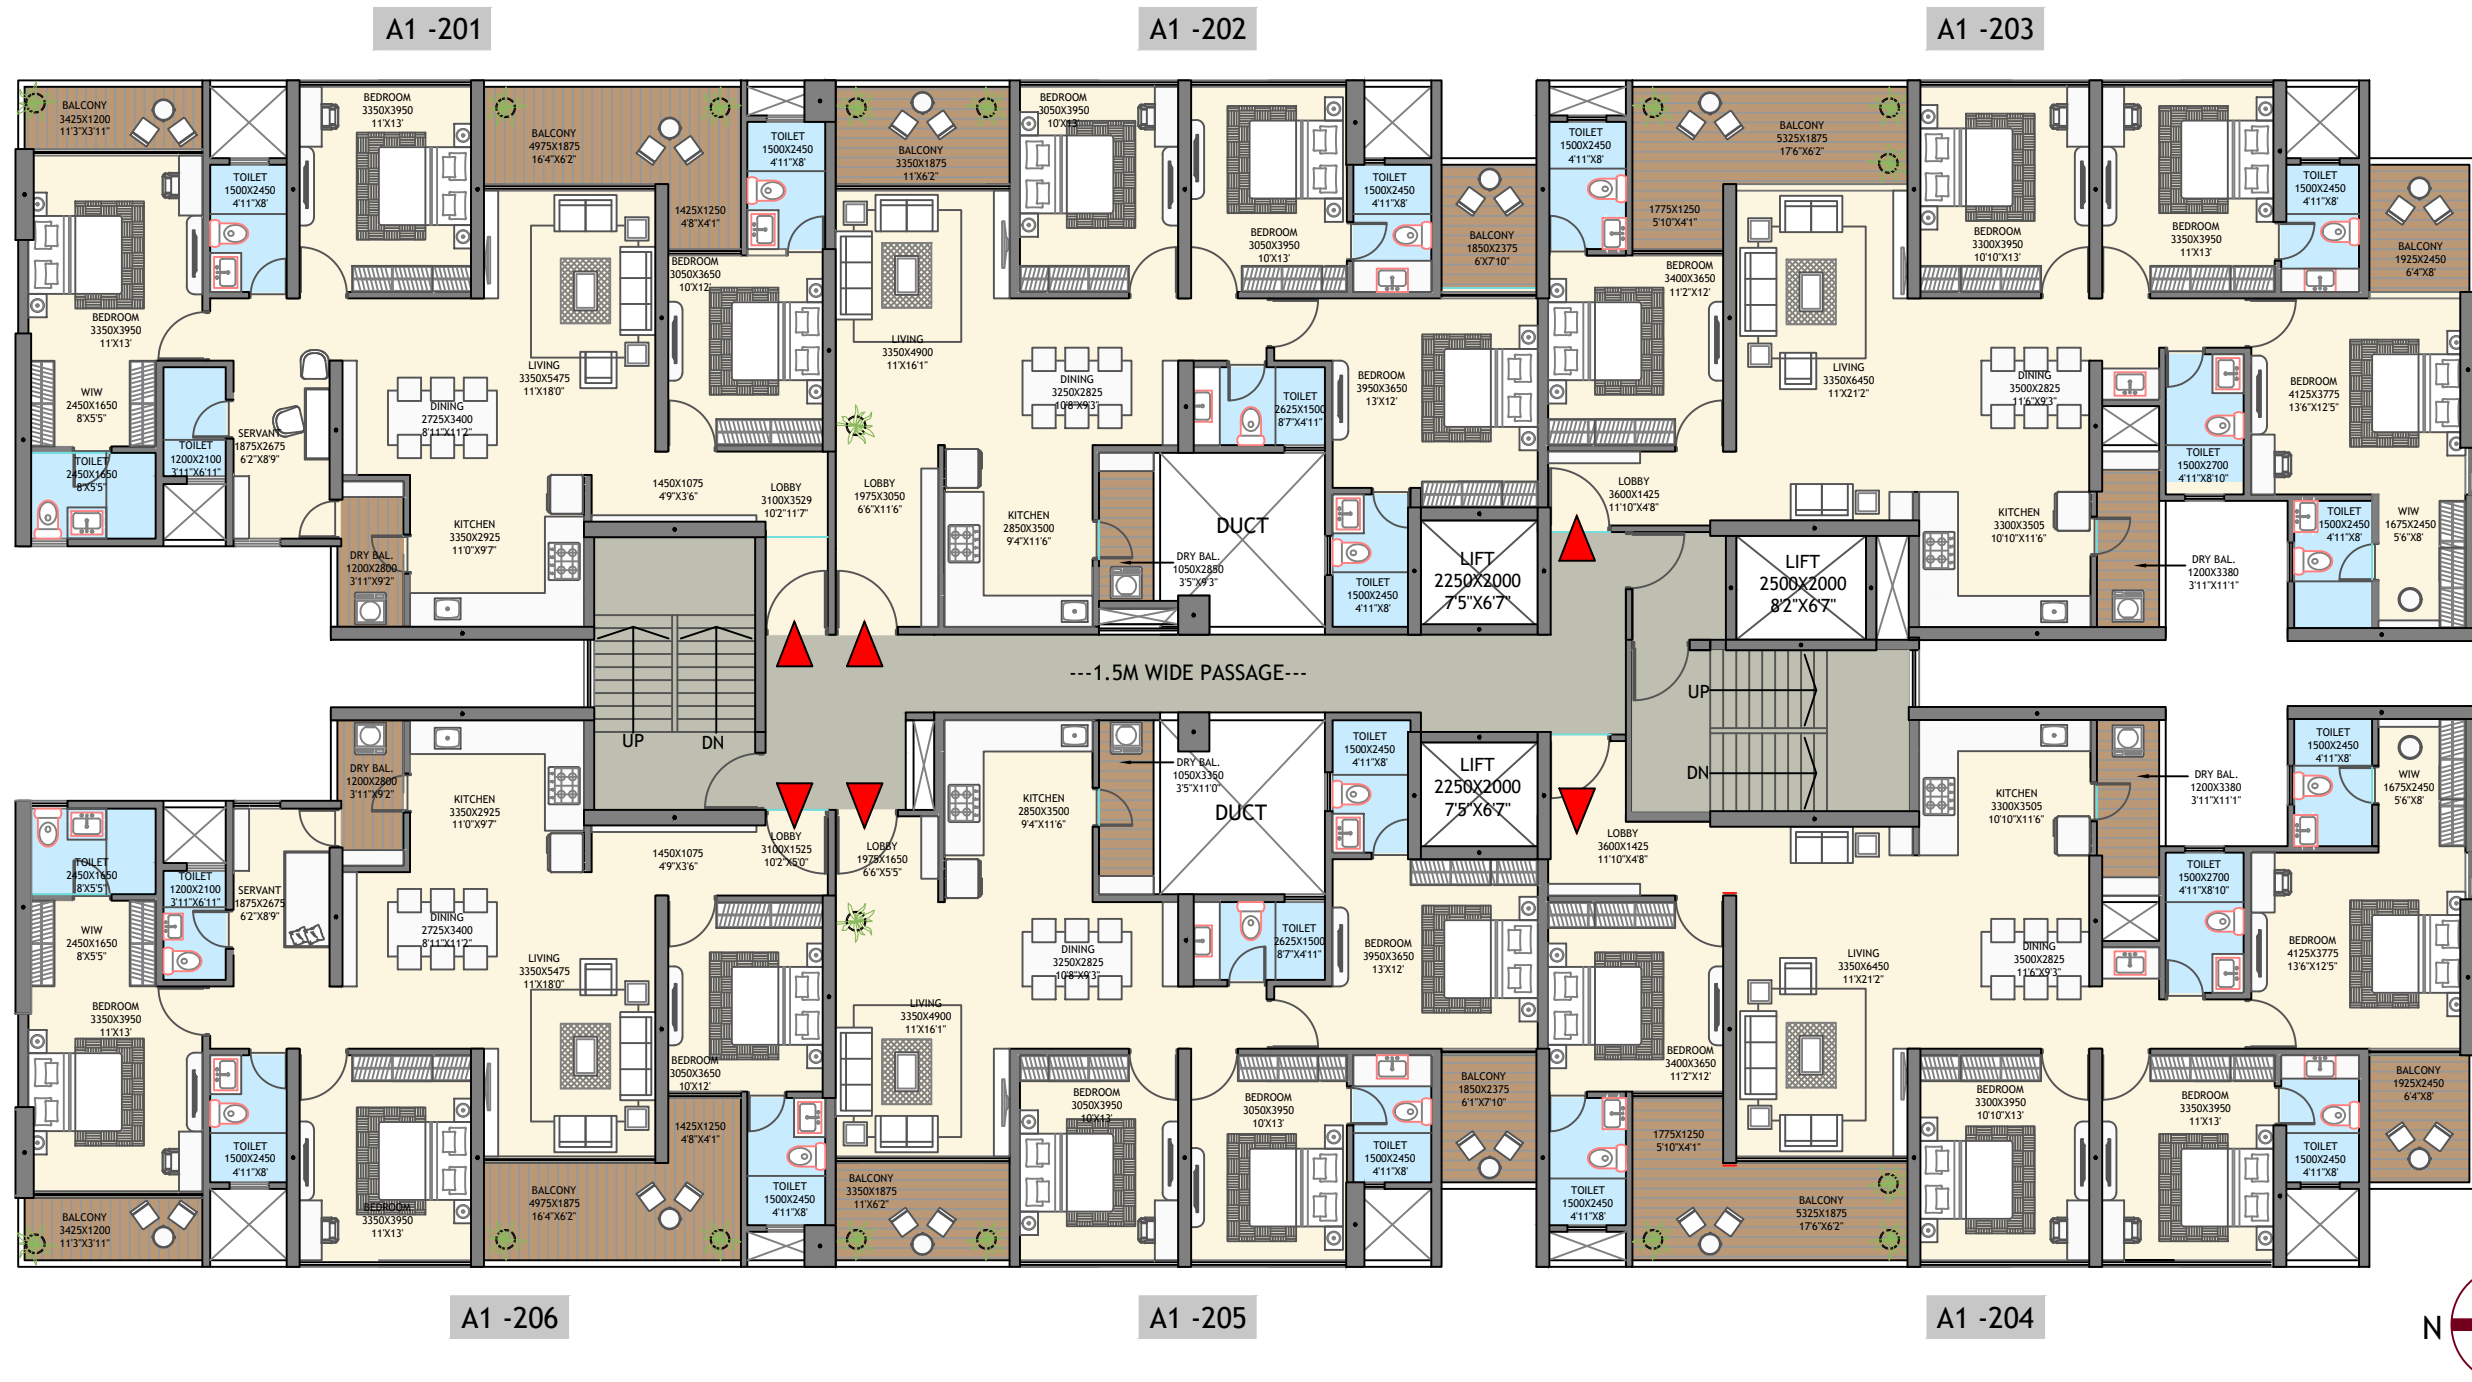 A1 -201
A1 -202
A1 -203
BALCONY
3425X1200
11'3"X3'11"
BEDROOM
3350X3950
11'X13'
BALCONY
4975X1875
16'4"X6'2"
TOILET
1500X2450
4'11"X8'
BALCONY
3350X1875
11'X6'2"
BEDROOM
3050X3950
10'X13'
TOILET
1500X2450
4'11"X8'
BALCONY
5325X1875
17'6"X6'2"
TOILET
1500X2450
4'11"X8'
1425X1250
4'8"X4'1"
BEDROOM
3050X3950
10'X13'
TOILET
1500X2450
4'11"X8'
BALCONY
1850X2375
6'X7'10"
1775X1250
5'10"X4'1"
BEDROOM
3300X3950
10'10"X13'
BEDROOM
3350X3950
11'X13'
TOILET
1500X2450
4'11"X8'
BALCONY
1925X2450
6'4"X8'
BEDROOM
3350X3950
11'X13'
BEDROOM
3050X3650
10'X12'
BEDROOM
3400X3650
11'2"X12'
LIVING
3350X5475
11'X18'0"
LIVING
3350X4900
11'X16'1"
LIVING
3350X6450
11'X21'2"
WIW
2450X1650
8'X5'5"
DINING
2725X3400
8'11"X11'2"
DINING
3250X2825
10'8"X9'3"
TOILET
2625X1500
8'7"X4'11"
BEDROOM
3950X3650
13'X12'
DINING
3500X2825
11'6"X9'3"
BEDROOM
4125X3775
13'6"X12'5"
TOILET
2450X1650
8'X5'5"
TOILET
1200X2100
3'11"X6'11"
SERVANT
1875X2675
6'2"X8'9"
TOILET
1500X2700
4'11"X8'10"
1450X1075
4'9"X3'6"
LOBBY
3100X3529
10'2"11'7"
LOBBY
1975X3050
6'6"X11'6"
LOBBY
3600X1425
11'10"X4'8"
KITCHEN
3350X2925
11'0"X9'7"
KITCHEN
2850X3500
9'4"X11'6"
DUCT
KITCHEN
3300X3505
10'10"X11'6"
TOILET
1500X2450
4'11"X8'
WIW
1675X2450
5'6"X8'
DRY BAL.
1200X2800
3'11"X9'2"
DRY BAL.
1050X2850
3'5"X9'3"
TOILET
1500X2450
4'11"X8'
LIFT
2250X2000
7'5"X6'7"
LIFT
2500X2000
8'2"X6'7"
DRY BAL.
1200X3380
3'11"X11'1"
---1.5M WIDE PASSAGE---
UP
DN
UP
DN
DRY BAL.
1200X2800
3'11"X9'2"
KITCHEN
3350X2925
11'0"X9'7"
1450X1075
4'9"X3'6"
LOBBY
3100X1525
10'2"X5'0"
LOBBY
1975X1650
6'6"X5'5"
KITCHEN
2850X3500
9'4"X11'6"
DRY BAL.
1050X3350
3'5"X11'0"
DUCT
TOILET
1500X2450
4'11"X8'
LIFT
2250X2000
7'5"X6'7"
LOBBY
3600X1425
11'10"X4'8"
KITCHEN
3300X3505
10'10"X11'6"
DRY BAL.
1200X3380
3'11"X11'1"
TOILET
1500X2450
4'11"X8'
WIW
1675X2450
5'6"X8'
TOILET
2450X1650
8'X5'5"
TOILET
1200X2100
3'11"X6'11"
SERVANT
1875X2675
6'2"X8'9"
TOILET
1500X2700
4'11"X8'10"
WIW
2450X1650
8'X5'5"
DINING
2725X3400
8'11"X11'2"
DINING
3250X2825
10'8"X9'3"
TOILET
2625X1500
8'7"X4'11"
BEDROOM
3950X3650
13'X12'
DINING
3500X2825
11'6"X9'3"
BEDROOM
4125X3775
13'6"X12'5"
LIVING
3350X5475
11'X18'0"
LIVING
3350X4900
11'X16'1"
LIVING
3350X6450
11'X21'2"
BEDROOM
3350X3950
11'X13'
BEDROOM
3050X3650
10'X12'
BEDROOM
3400X3650
11'2"X12'
1425X1250
4'8"X4'1"
BEDROOM
3050X3950
10'X13'
BEDROOM
3050X3950
10'X13'
TOILET
1500X2450
4'11"X8'
BALCONY
1850X2375
6'1"X7'10"
1775X1250
5'10"X4'1"
BEDROOM
3300X3950
10'10"X13'
BEDROOM
3350X3950
11'X13'
TOILET
1500X2450
4'11"X8'
BALCONY
1925X2450
6'4"X8'
TOILET
1500X2450
4'11"X8'
BALCONY
3425X1200
11'3"X3'11"
BEDROOM
3350X3950
11'X13'
BALCONY
4975X1875
16'4"X6'2"
TOILET
1500X2450
4'11"X8'
BALCONY
3350X1875
11'X6'2"
TOILET
1500X2450
4'11"X8'
BALCONY
5325X1875
17'6"X6'2"
A1 -206
A1 -205
A1 -204
N